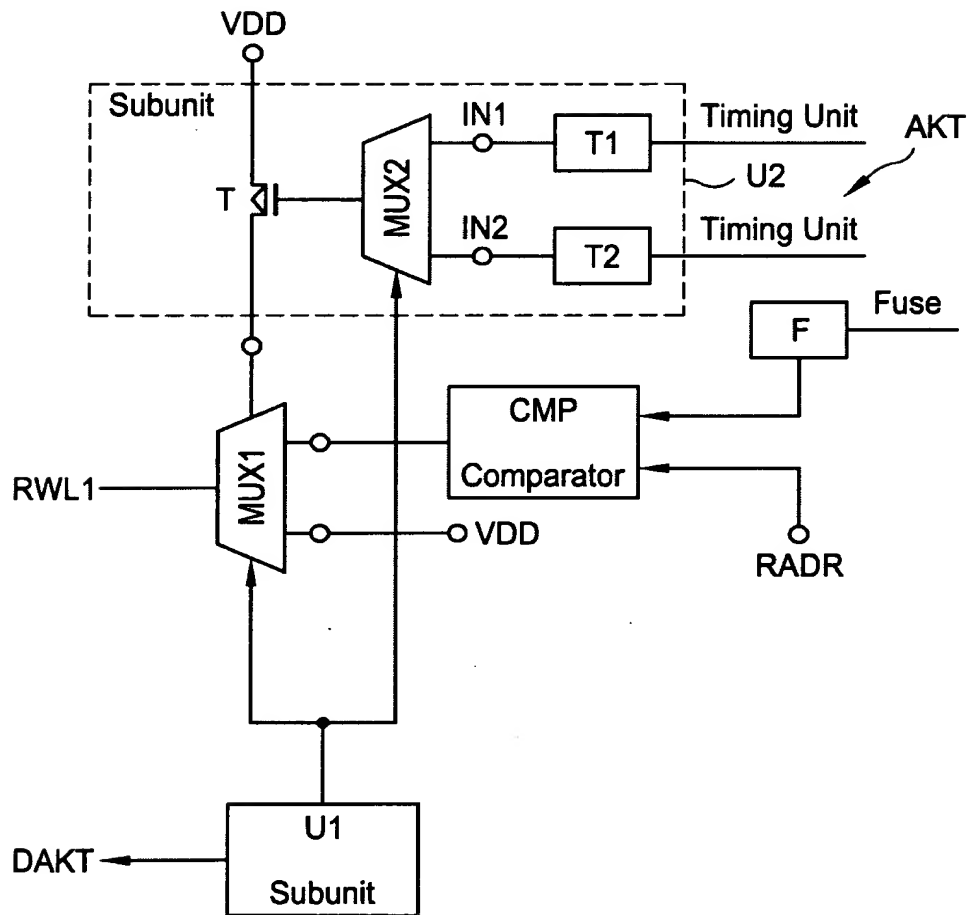 VDD
Subunit
IN1
T1
Timing Unit
AKT
U2
T
MUX2
IN2
T2
Timing Unit
F
Fuse
CMP
Comparator
MUX1
RWL1
VDD
RADR
U1
Subunit
DAKT